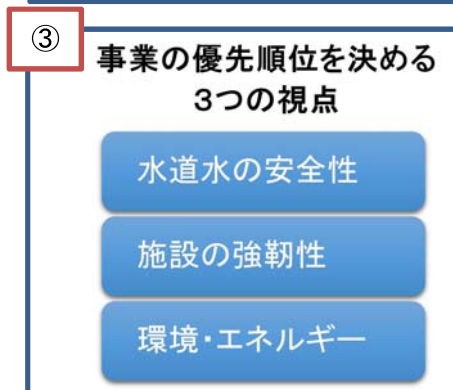 ③
事業の優先順位を決める
3つの視点
水道水の安全性
施設の強靭性
環境・エネルギー